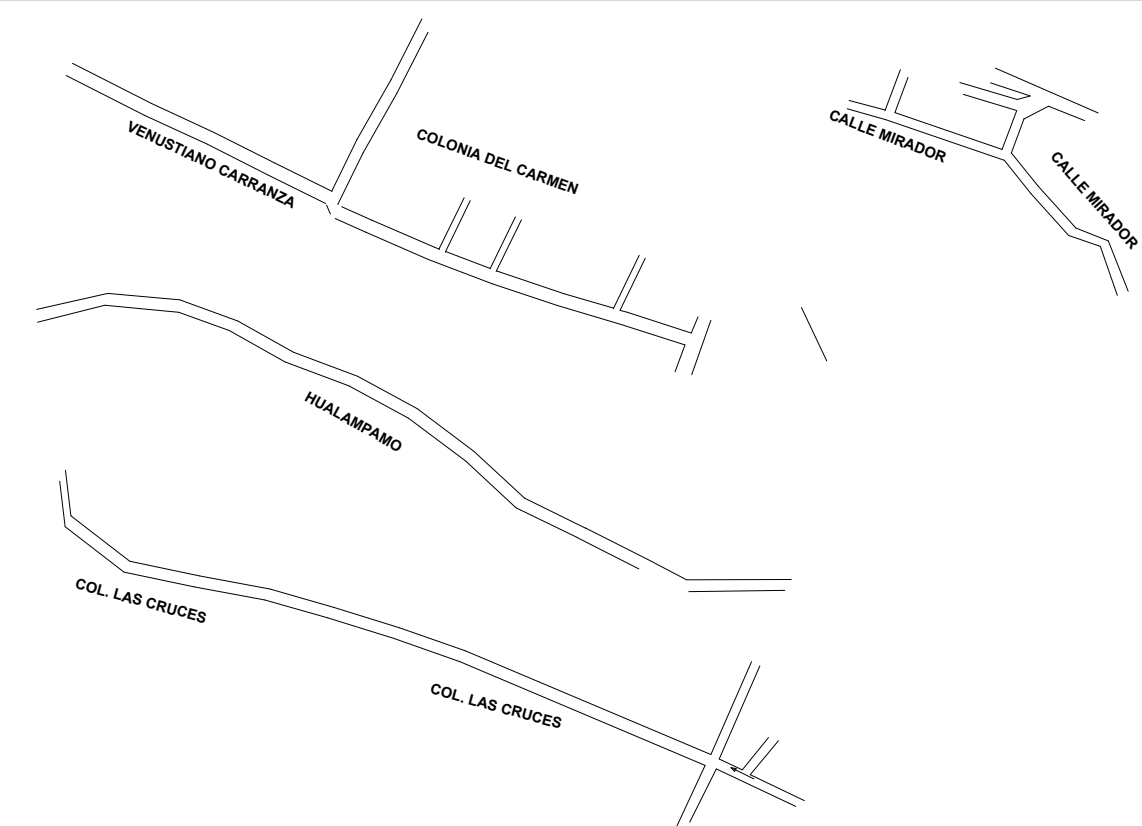 VENUSTIANO CARRANZA
COLONIA DEL CARMEN
CALLE MIRADOR
CALLE MIRADOR
HUALAMPAMO
COL. LAS CRUCES
COL. LAS CRUCES